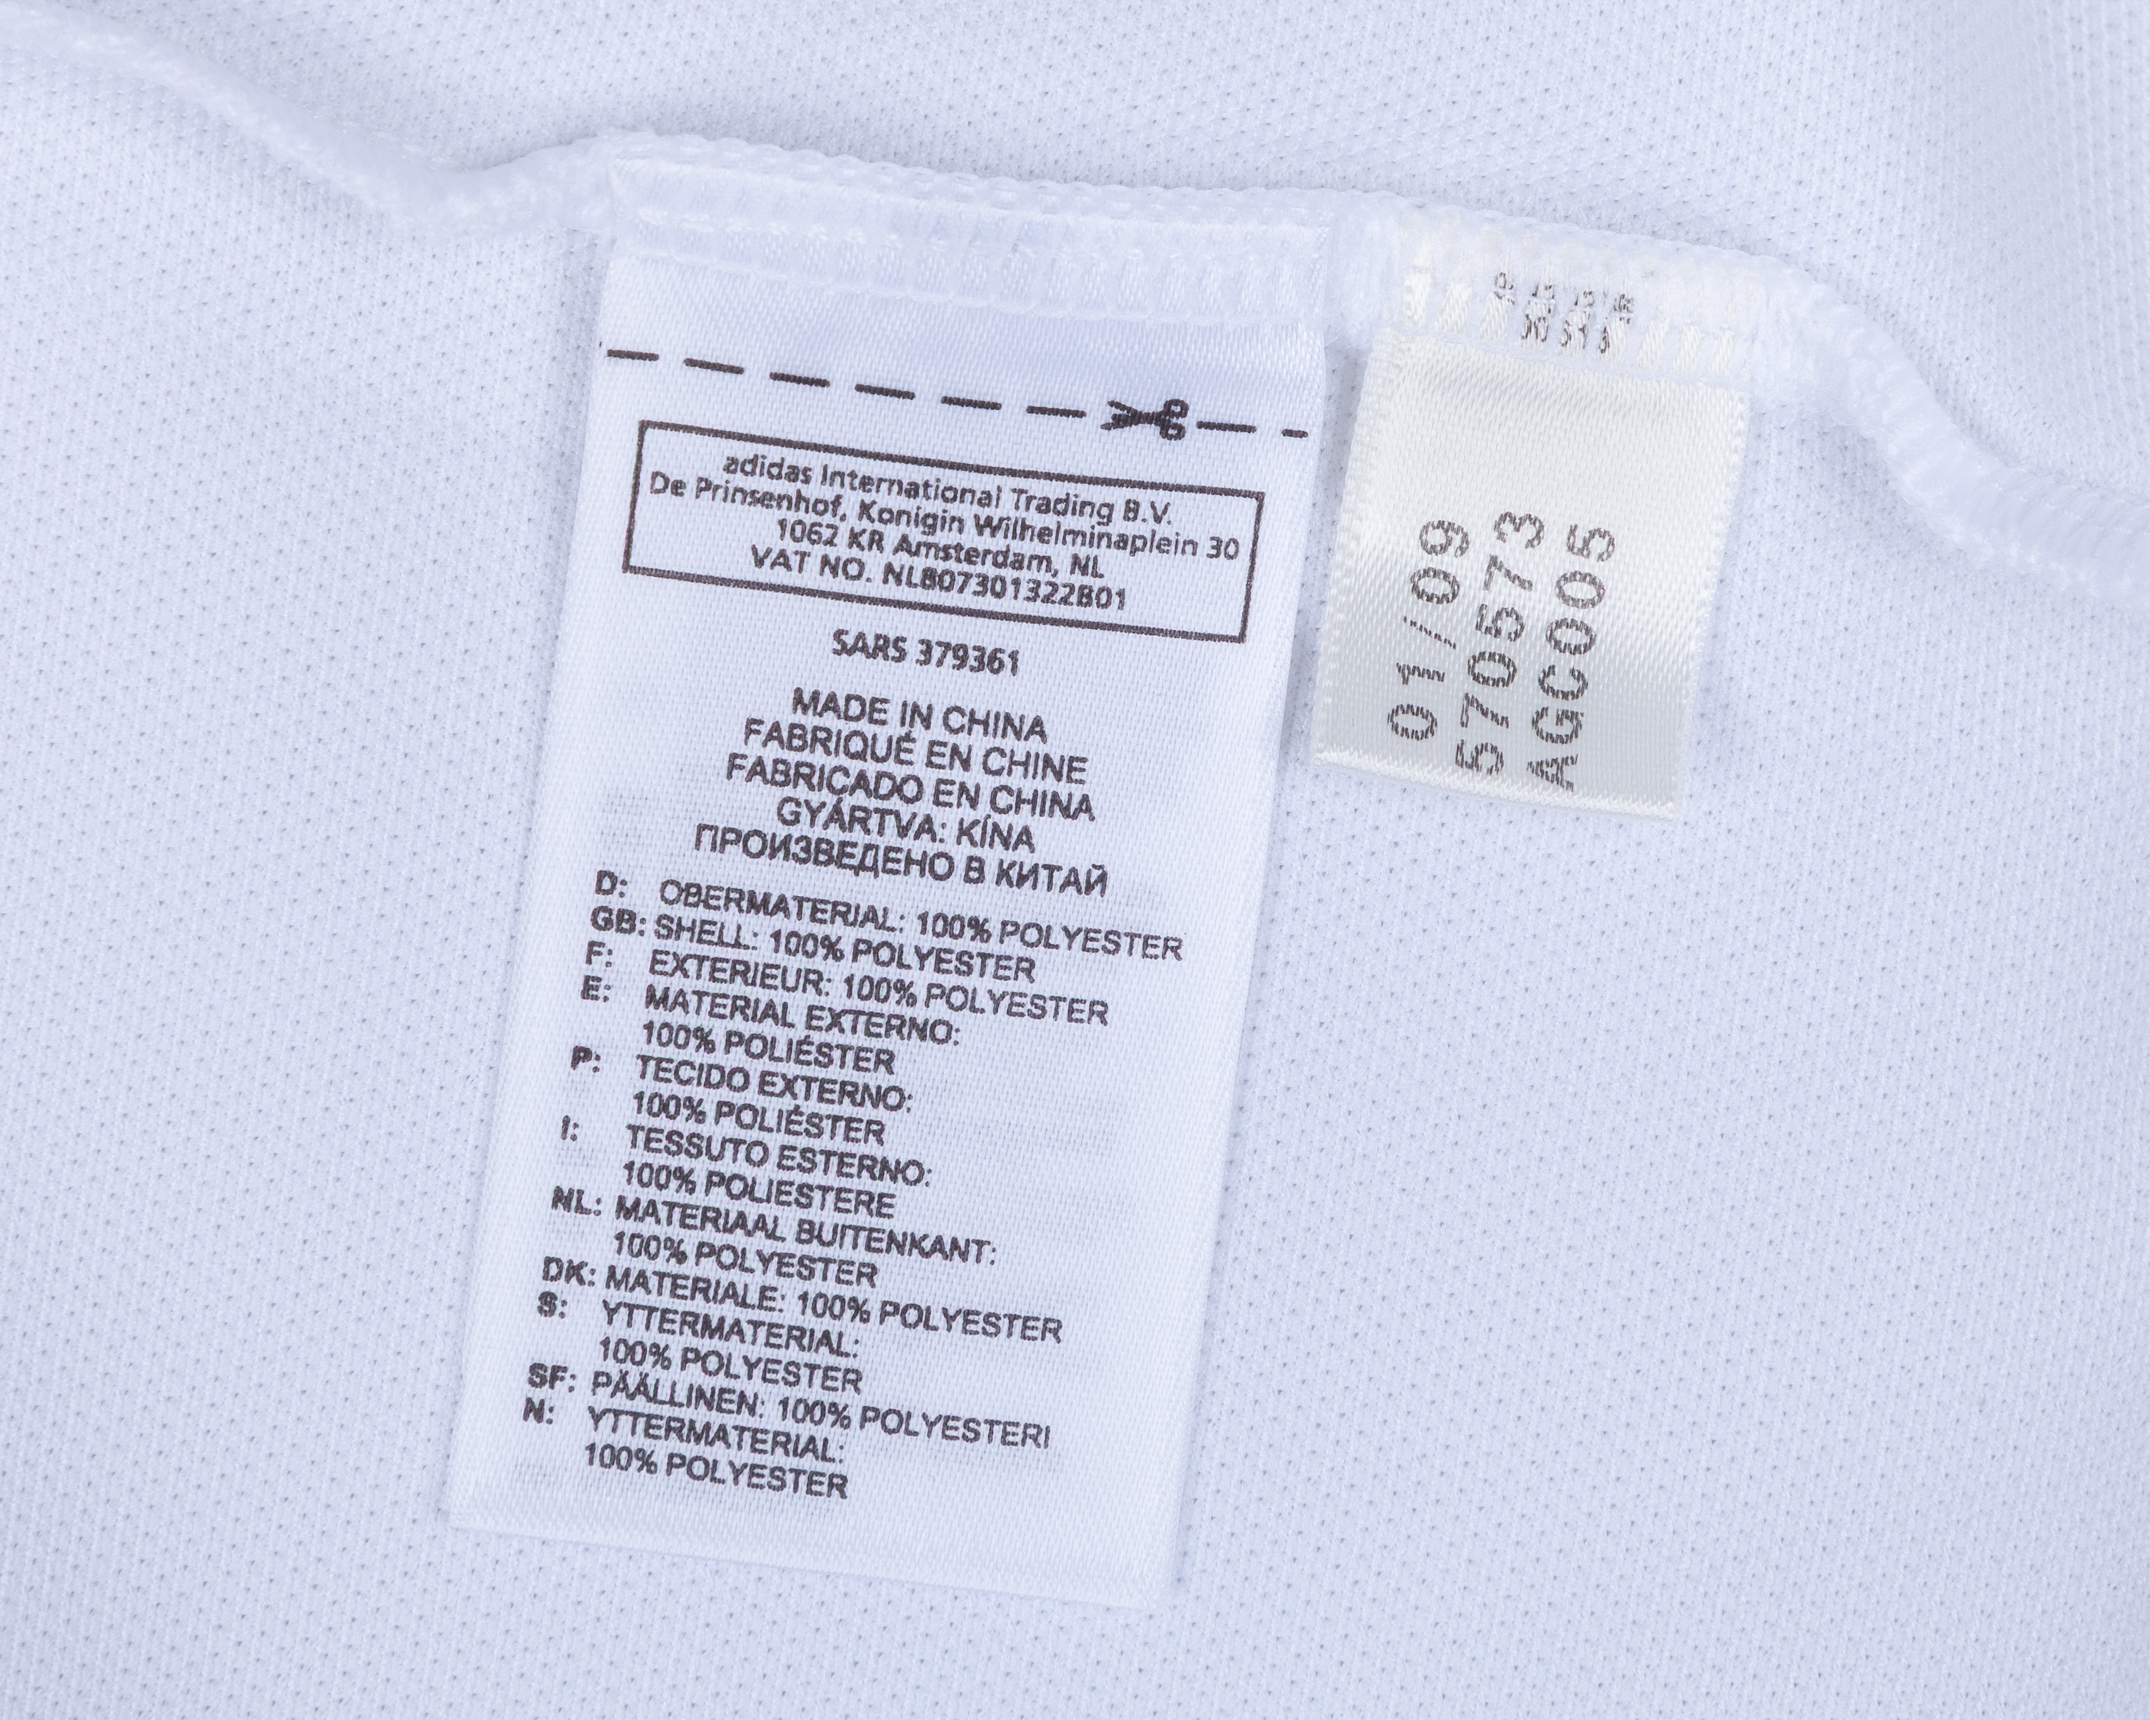 adidas International Trading B.V.
De Prinsenhof, Konigin Wilhelminaplein 30
1062 KR Amsterdam, NL
VAT NO. NL807301322B01
SARS 379361
MADE IN CHINA
FABRIQUÉ EN CHINE
FABRICADO EN CHINA
GYÁRTVA: KÍNA
ПРОИЗВЕДЕНО В КИТАЙ
D: OBERMATERIAL: 100% POLYESTER
GB: SHELL: 100% POLYESTER
F: EXTERIEUR: 100% POLYESTER
E: MATERIAL EXTERNO:
100% POLIÉSTER
P: TECIDO EXTERNO:
100% POLIÉSTER
I: TESSUTO ESTERNO:
100% POLIESTERE
NL: MATERIAAL BUITENKANT:
100% POLYESTER
DK: MATERIALE: 100% POLYESTER
S: YTTERMATERIAL:
100% POLYESTER
SF: PÄÄLLINEN: 100% POLYESTERI
N: YTTERMATERIAL:
100% POLYESTER
01/09
570573
AGC005